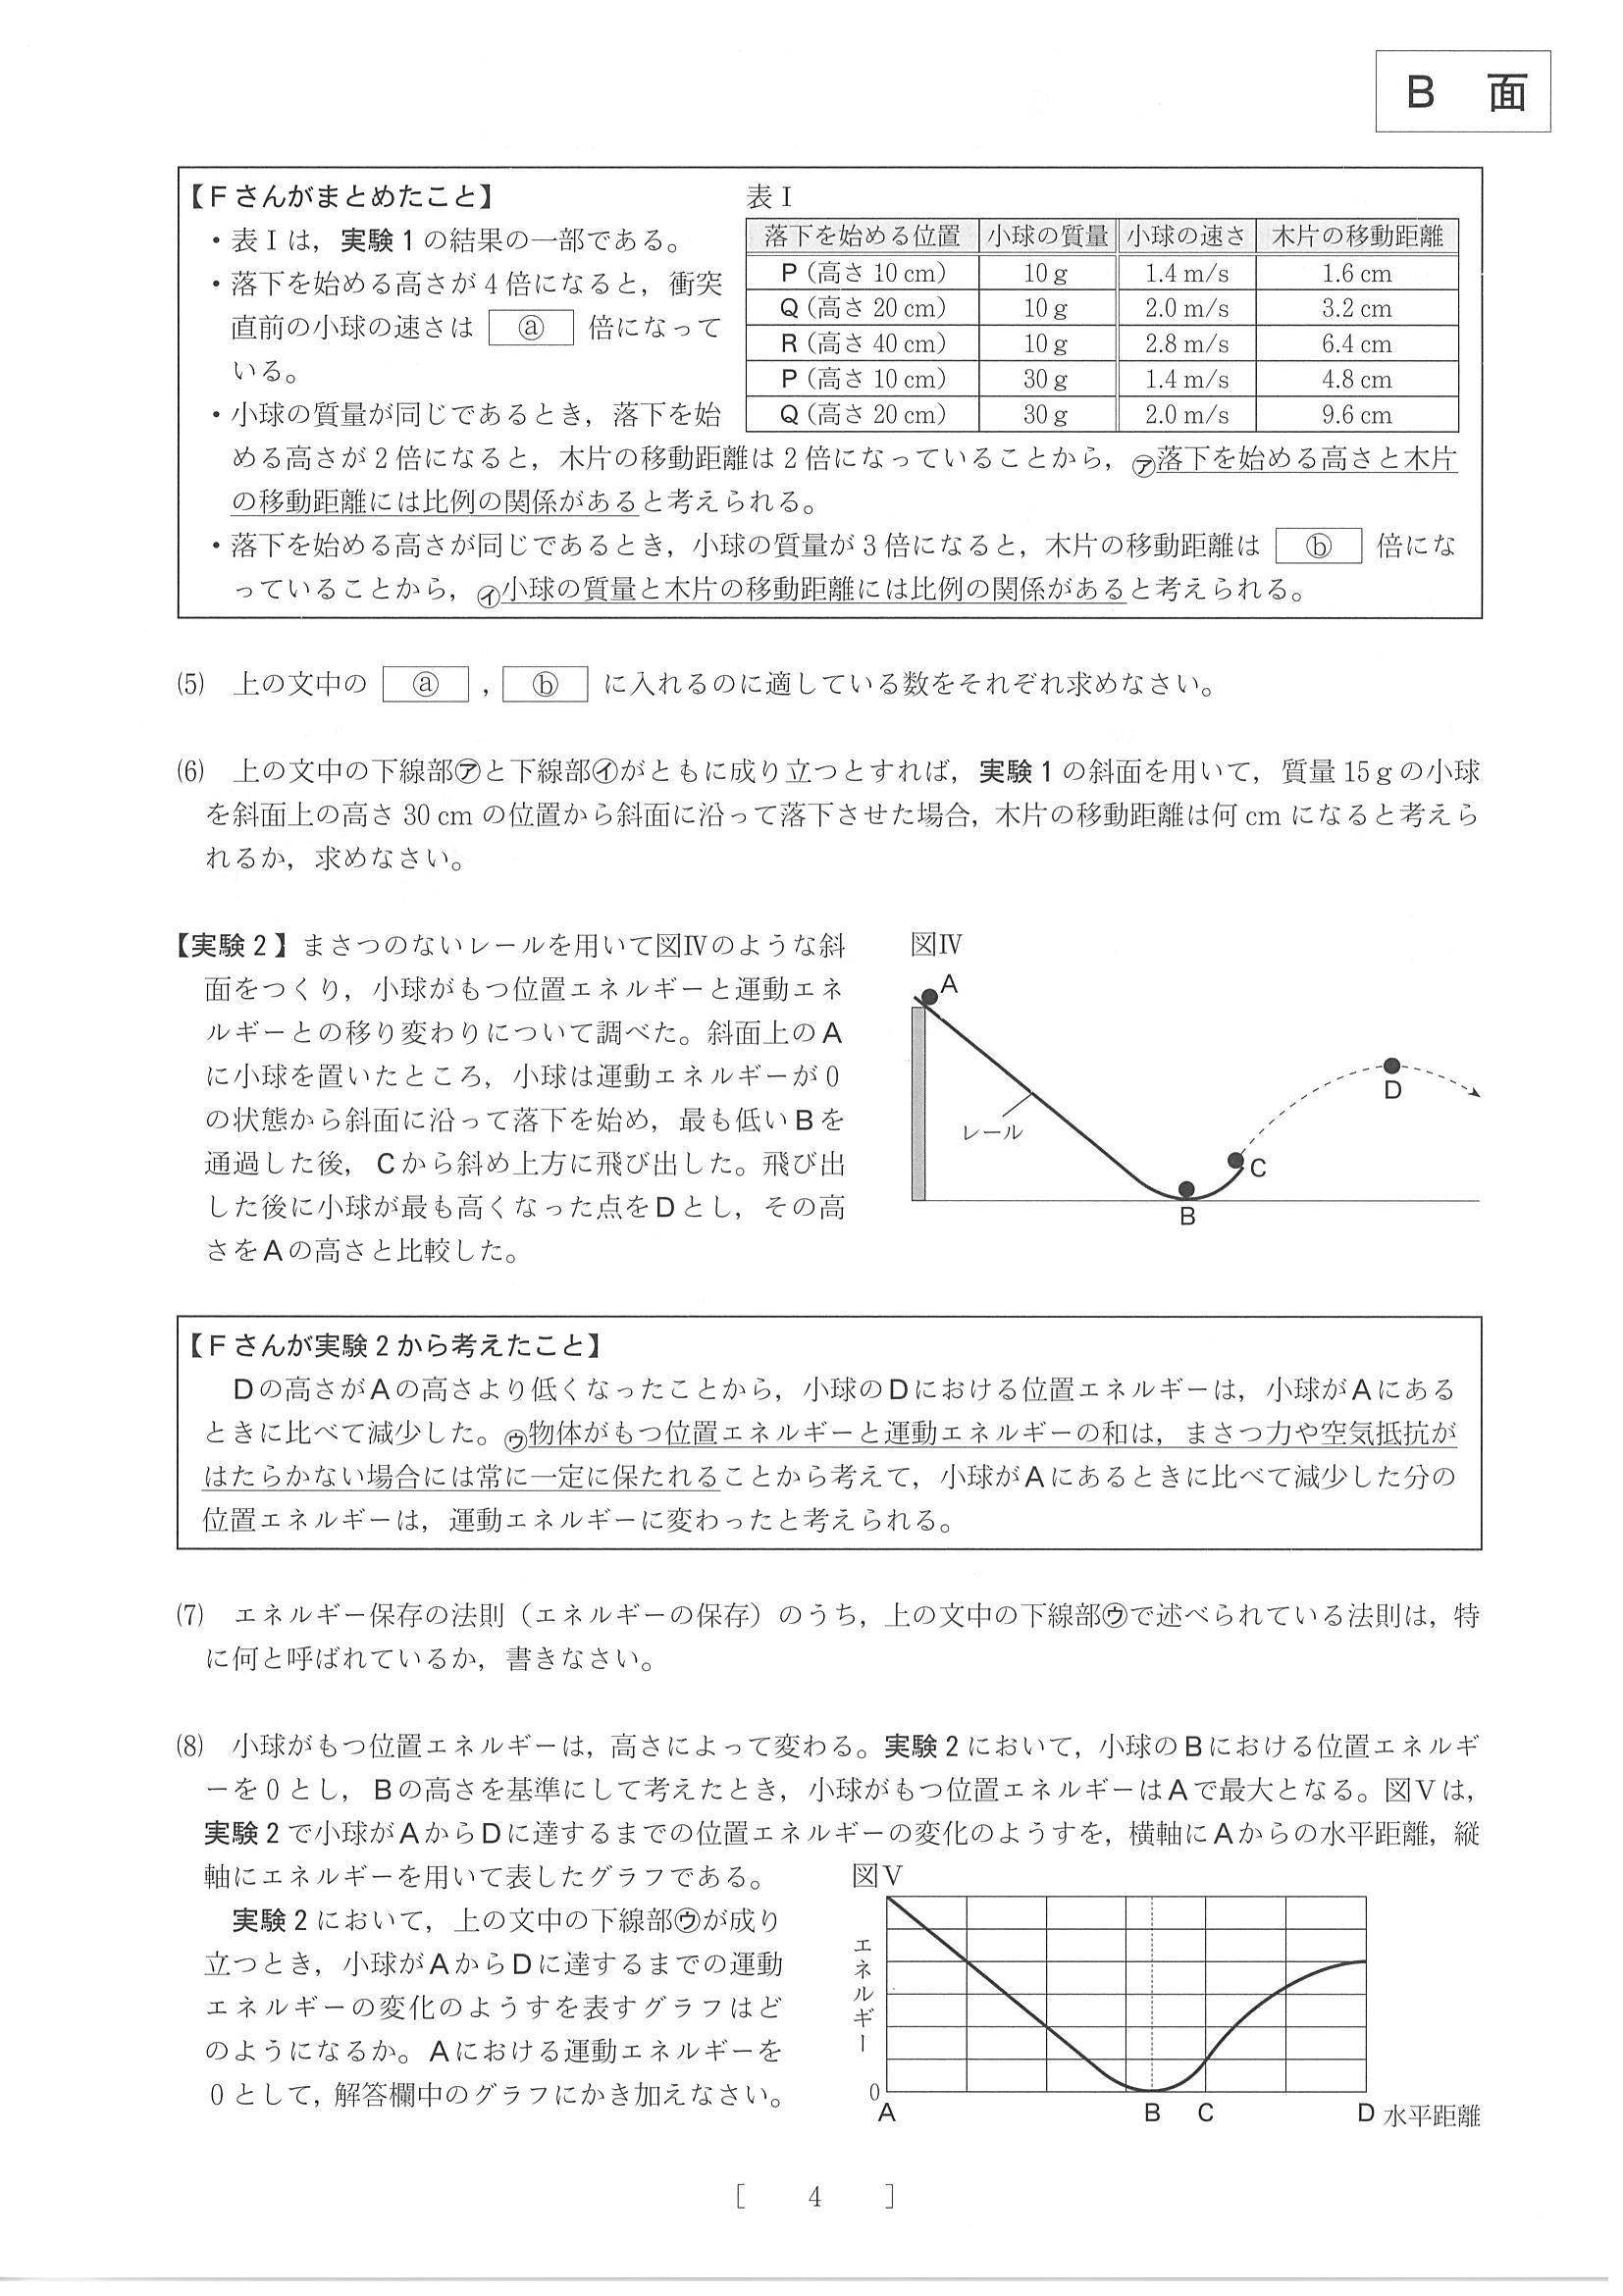 B 面
【Fさんがまとめたこと】
・表Ⅰは，実験1の結果の一部である。
・落下を始める高さが4倍になると，衝突
直前の小球の速さは ⓐ 倍になって
いる。
・小球の質量が同じであるとき，落下を始
表Ⅰ
落下を始める位置 小球の質量 小球の速さ 木片の移動距離
P（高さ 10 cm） 10 g 1.4 m/s 1.6 cm
Q（高さ 20 cm） 10 g 2.0 m/s 3.2 cm
R（高さ 40 cm） 10 g 2.8 m/s 6.4 cm
P（高さ 10 cm） 30 g 1.4 m/s 4.8 cm
Q（高さ 20 cm） 30 g 2.0 m/s 9.6 cm
める高さが2倍になると，木片の移動距離は2倍になっていることから，㋐落下を始める高さと木片
の移動距離には比例の関係があると考えられる。
・落下を始める高さが同じであるとき，小球の質量が3倍になると，木片の移動距離は ⓑ 倍にな
っていることから，㋑小球の質量と木片の移動距離には比例の関係があると考えられる。
(5) 上の文中の ⓐ ，ⓑ に入れるのに適している数をそれぞれ求めなさい。
(6) 上の文中の下線部㋐と下線部㋑がともに成り立つとすれば，実験1の斜面を用いて，質量15gの小球
を斜面上の高さ 30 cm の位置から斜面に沿って落下させた場合，木片の移動距離は何 cm になると考えら
れるか，求めなさい。
【実験2】まさつのないレールを用いて図Ⅳのような斜
面をつくり，小球がもつ位置エネルギーと運動エネ
ルギーとの移り変わりについて調べた。斜面上のA
に小球を置いたところ，小球は運動エネルギーが0
の状態から斜面に沿って落下を始め，最も低いBを
通過した後，Cから斜め上方に飛び出した。飛び出
した後に小球が最も高くなった点をDとし，その高
さをAの高さと比較した。
図Ⅳ
A
D
レール
C
B
【Fさんが実験2から考えたこと】
Dの高さがAの高さより低くなったことから，小球のDにおける位置エネルギーは，小球がAにある
ときに比べて減少した。㋒物体がもつ位置エネルギーと運動エネルギーの和は，まさつ力や空気抵抗が
はたらかない場合には常に一定に保たれることから考えて，小球がAにあるときに比べて減少した分の
位置エネルギーは，運動エネルギーに変わったと考えられる。
(7) エネルギー保存の法則（エネルギーの保存）のうち，上の文中の下線部㋒で述べられている法則は，特
に何と呼ばれているか，書きなさい。
(8) 小球がもつ位置エネルギーは，高さによって変わる。実験2において，小球のBにおける位置エネルギ
ーを0とし，Bの高さを基準にして考えたとき，小球がもつ位置エネルギーはAで最大となる。図Ⅴは，
実験2で小球がAからDに達するまでの位置エネルギーの変化のようすを，横軸にAからの水平距離，縦
軸にエネルギーを用いて表したグラフである。
実験2において，上の文中の下線部㋒が成り
立つとき，小球がAからDに達するまでの運動
エネルギーの変化のようすを表すグラフはど
のようになるか。Aにおける運動エネルギーを
0として，解答欄中のグラフにかき加えなさい。
図Ⅴ
エネルギー
0
A B C D 水平距離
[ 4 ]